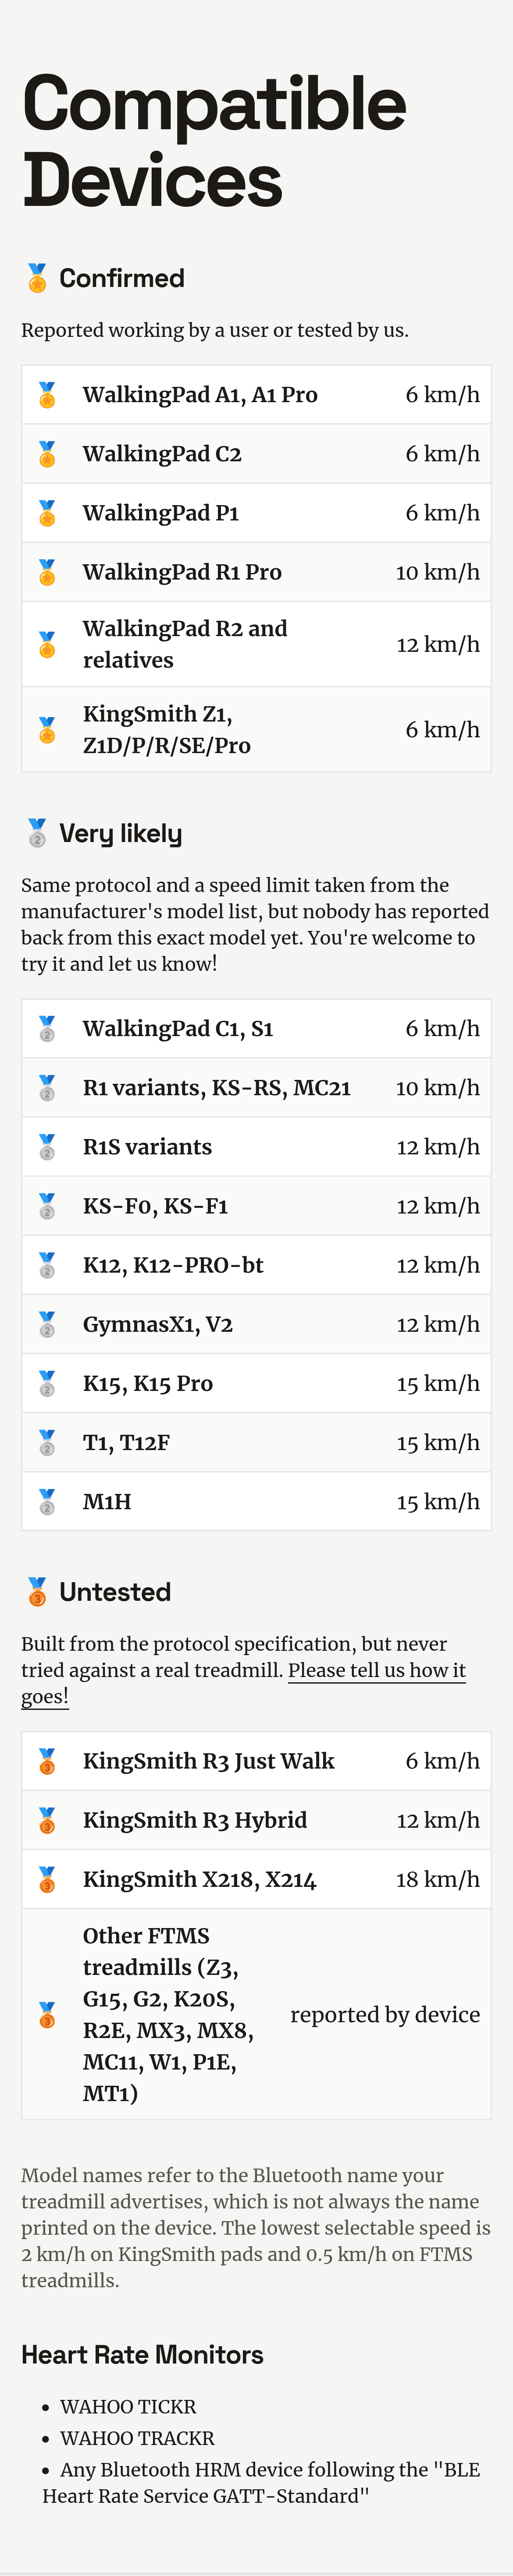 Compatible
Devices
Confirmed
Reported working by a user or tested by us.
WalkingPad A1, A1 Pro 6 km/h
WalkingPad C2 6 km/h
WalkingPad P1 6 km/h
WalkingPad R1 Pro 10 km/h
WalkingPad R2 and
relatives 12 km/h
KingSmith Z1,
Z1D/P/R/SE/Pro 6 km/h
Very likely
Same protocol and a speed limit taken from the
manufacturer's model list, but nobody has reported
back from this exact model yet. You're welcome to
try it and let us know!
WalkingPad C1, S1 6 km/h
R1 variants, KS-RS, MC21 10 km/h
R1S variants 12 km/h
KS-F0, KS-F1 12 km/h
K12, K12-PRO-bt 12 km/h
GymnasX1, V2 12 km/h
K15, K15 Pro 15 km/h
T1, T12F 15 km/h
M1H 15 km/h
Untested
Built from the protocol specification, but never
tried against a real treadmill. Please tell us how it
goes!
KingSmith R3 Just Walk 6 km/h
KingSmith R3 Hybrid 12 km/h
KingSmith X218, X214 18 km/h
Other FTMS
treadmills (Z3,
G15, G2, K20S,
R2E, MX3, MX8,
MC11, W1, P1E,
MT1)
reported by device
Model names refer to the Bluetooth name your
treadmill advertises, which is not always the name
printed on the device. The lowest selectable speed is
2 km/h on KingSmith pads and 0.5 km/h on FTMS
treadmills.
Heart Rate Monitors
• WAHOO TICKR
• WAHOO TRACKR
• Any Bluetooth HRM device following the "BLE
Heart Rate Service GATT-Standard"